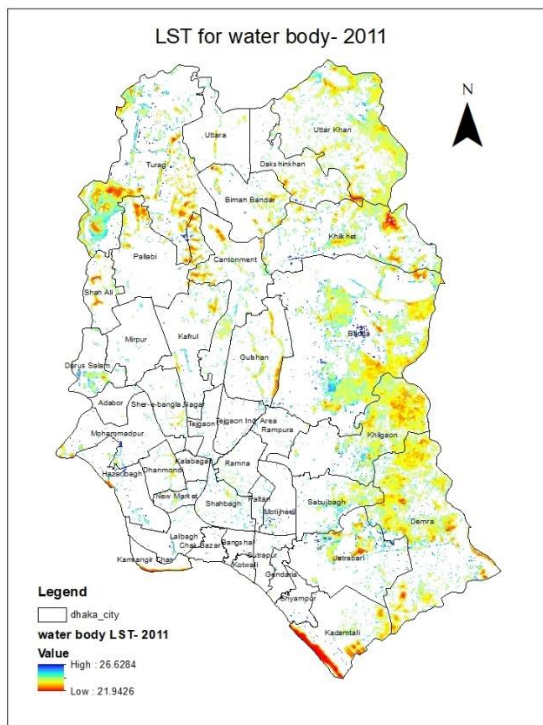 LST for water body- 2011
N
Uttara
Uttar Khan
Turag
Dakshinkhan
Biman Bandar
Khilkhet
Pallabi
Cantonment
Shah Ali
Mirpur
Kafrul
Badda
Gulshan
Darus Salam
Adabor
Sher-e-bangla Nagar
Tejgaon
Tejgaon Ind. Area
Rampura
Mohammadpur
Khilgaon
Kalabagan
Ramna
Hazaribagh
Dhanmondi
New Market
Shahbagh
Paltan
Motijheel
Sabujbagh
Demra
Lalbagh
Chak Bazar
Bangshal
Sutrapur
Kotwali
Jatrabari
Kamrangir Char
Gendaria
Shyampur
Kadamtali
Legend
dhaka_city
water body LST- 2011
Value
High : 26.6284
Low : 21.9426